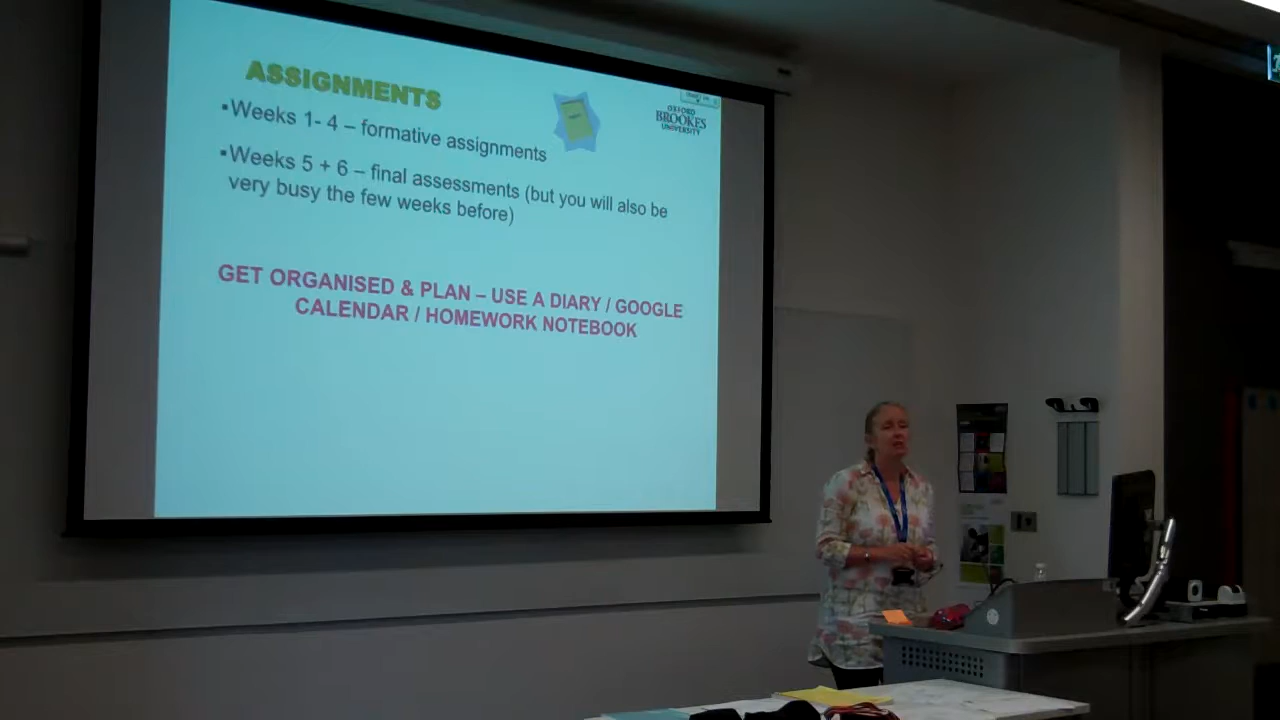 ASSIGNMENTS
OXFORD
BROOKES
UNIVERSITY
▪Weeks 1- 4 – formative assignments
▪Weeks 5 + 6 – final assessments (but you will also be
very busy the few weeks before)
GET ORGANISED & PLAN – USE A DIARY / GOOGLE
CALENDAR / HOMEWORK NOTEBOOK